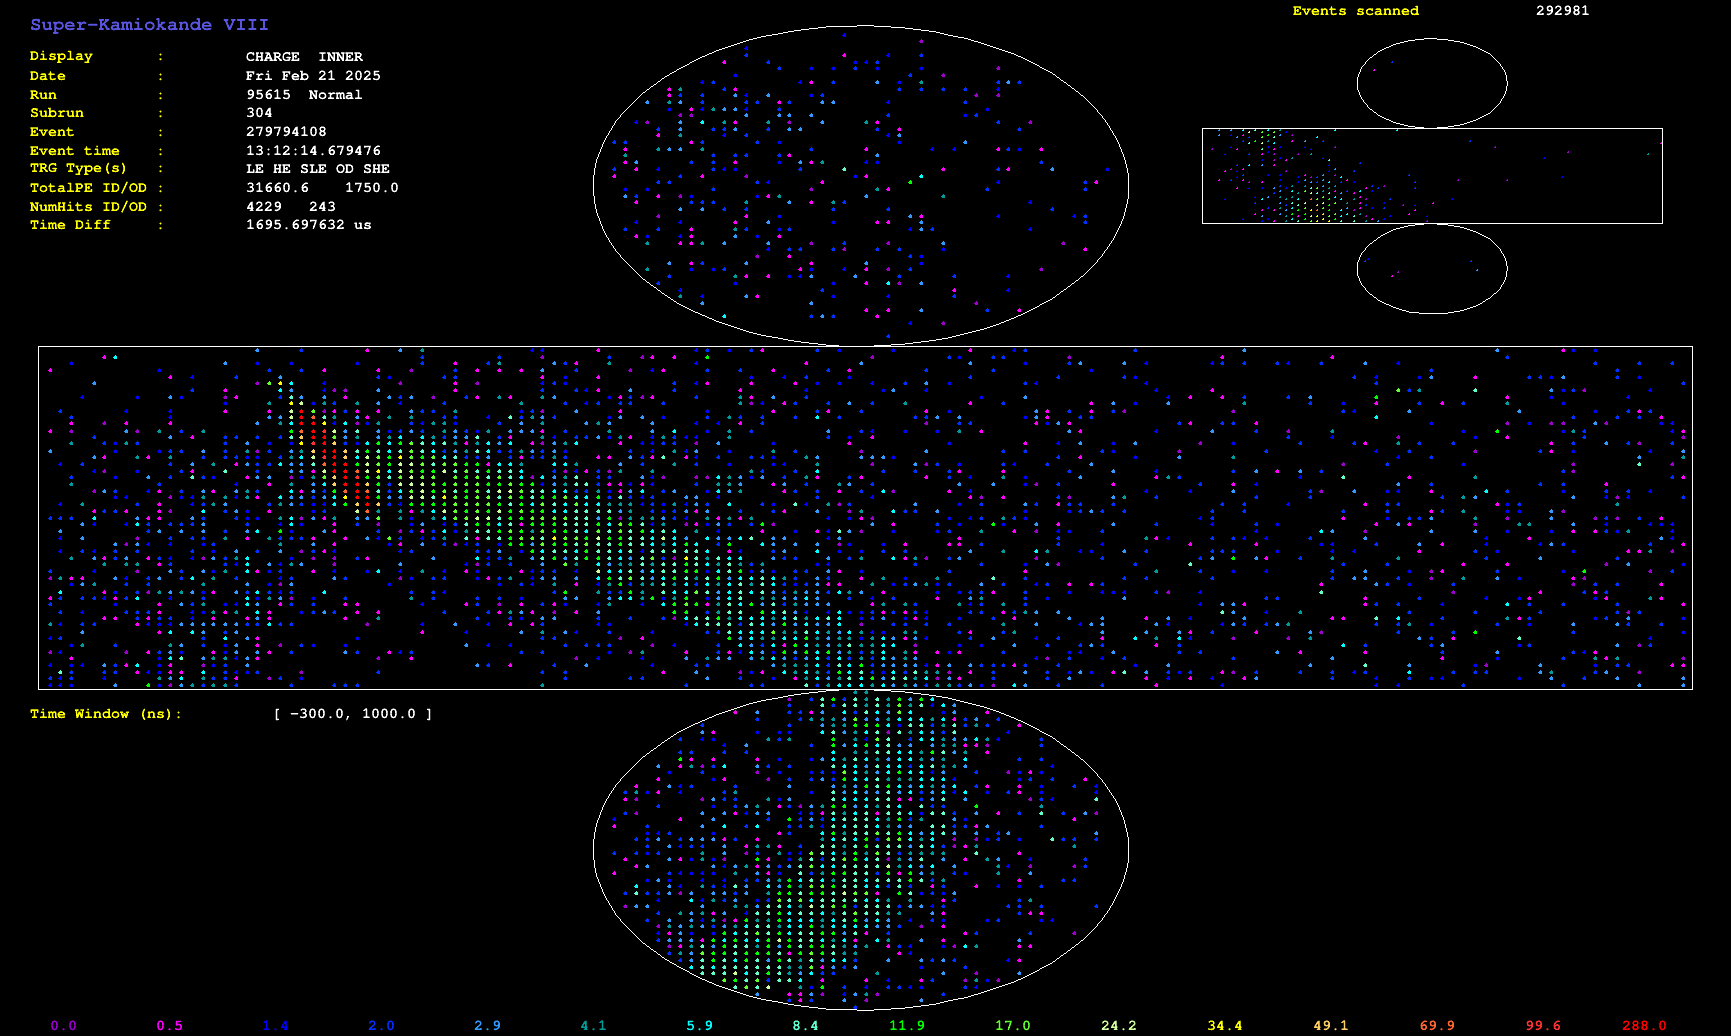 Super-Kamiokande VIII
Display : CHARGE INNER
Date : Fri Feb 21 2025
Run : 95615 Normal
Subrun : 304
Event : 279794108
Event time : 13:12:14.679476
TRG Type(s) : LE HE SLE OD SHE
TotalPE ID/OD : 31660.6 1750.0
NumHits ID/OD : 4229 243
Time Diff : 1695.697632 us
Events scanned 292981
Time Window (ns): [ -300.0, 1000.0 ]
0.0 0.5 1.4 2.0 2.9 4.1 5.9 8.4 11.9 17.0 24.2 34.4 49.1 69.9 99.6 288.0